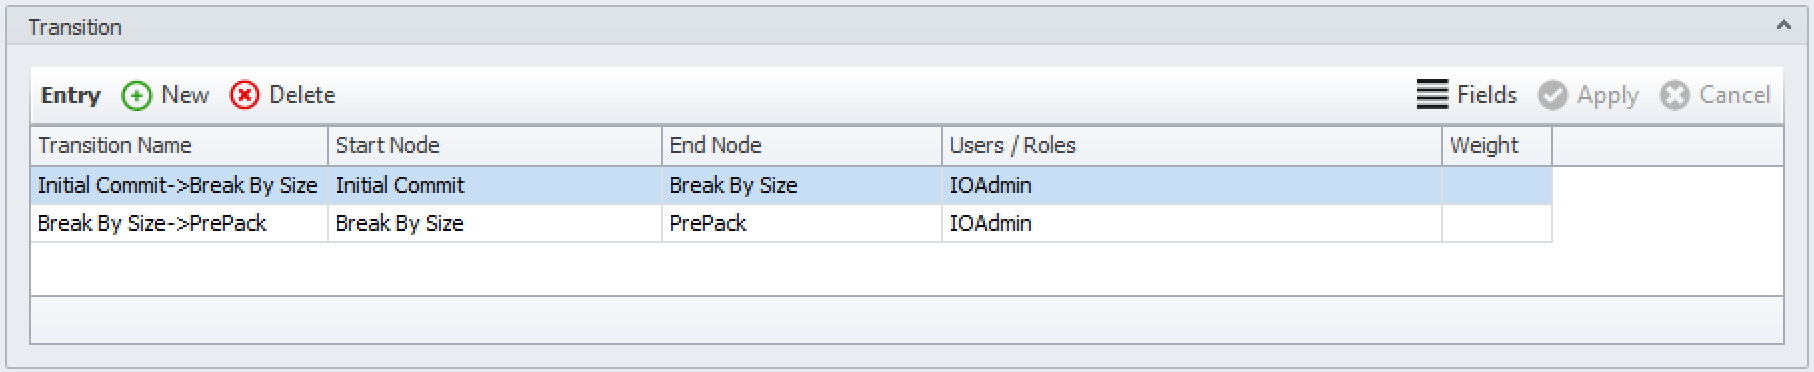 Transition
Entry New Delete Fields Apply Cancel
Transition Name Start Node End Node Users / Roles Weight
Initial Commit->Break By Size Initial Commit Break By Size IOAdmin
Break By Size->PrePack Break By Size PrePack IOAdmin